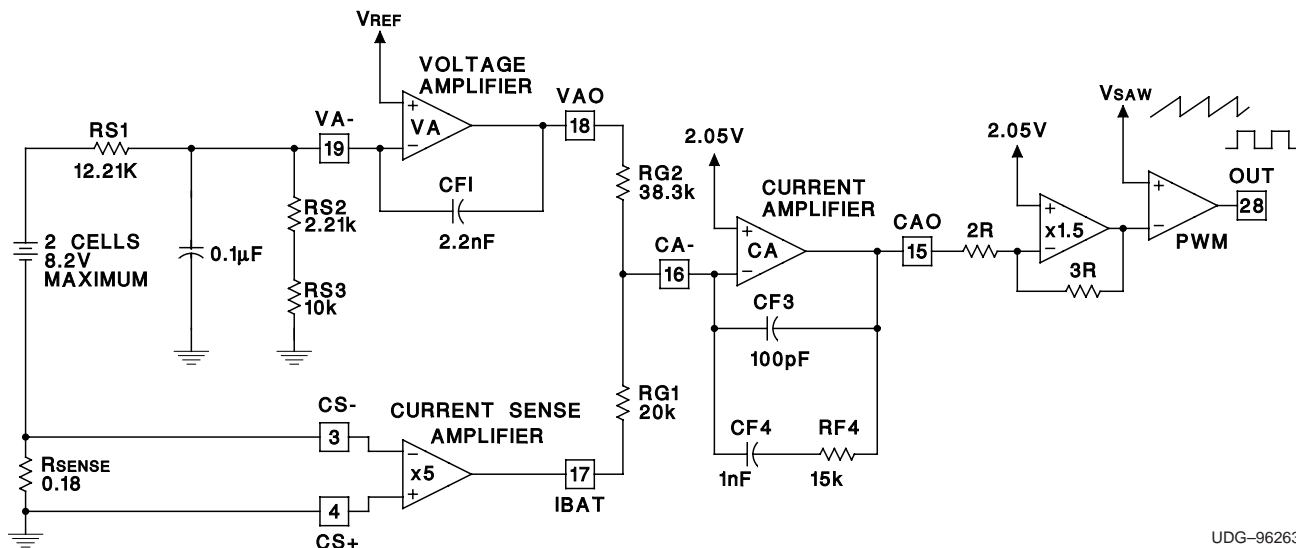 VREF
VOLTAGE
AMPLIFIER
VAO
18
VA-
19
+
VA
−
RS1
12.21K
CF1
2.2nF
RS2
2.21k
RS3
10k
0.1µF
2 CELLS
8.2V
MAXIMUM
RG2
38.3k
2.05V
CURRENT
AMPLIFIER
+
CA
−
CA-
16
CAO
15
CF3
100pF
CF4
1nF
RF4
15k
RG1
20k
2R
2.05V
+
x1.5
−
3R
VSAW
+
−
PWM
OUT
28
CS-
3
CURRENT SENSE
AMPLIFIER
−
x5
+
17
IBAT
RSENSE
0.18
4
CS+
UDG–96263